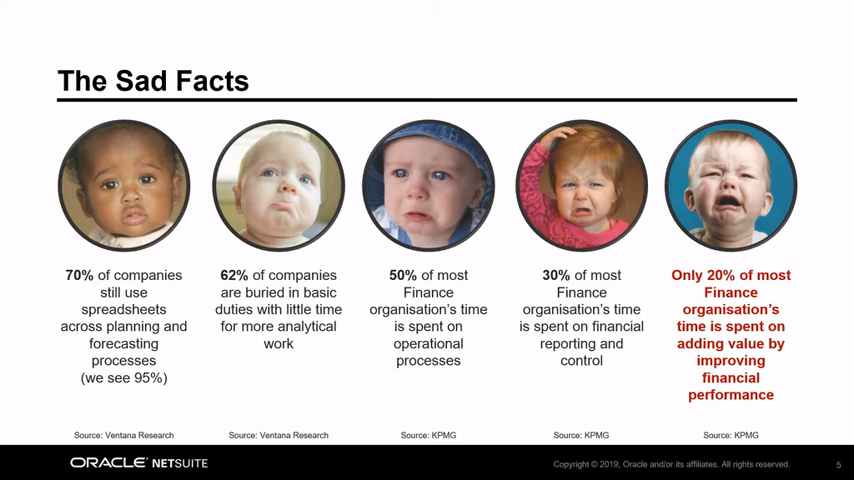 The Sad Facts
70% of companies
still use
spreadsheets
across planning and
forecasting
processes
(we see 95%)
Source: Ventana Research
62% of companies
are buried in basic
duties with little time
for more analytical
work
Source: Ventana Research
50% of most
Finance
organisation's time
is spent on
operational
processes
Source: KPMG
30% of most
Finance
organisation's time
is spent on financial
reporting and
control
Source: KPMG
Only 20% of most
Finance
organisation's
time is spent on
adding value by
improving
financial
performance
Source: KPMG
ORACLE NETSUITE
Copyright © 2019, Oracle and/or its affiliates. All rights reserved.
5